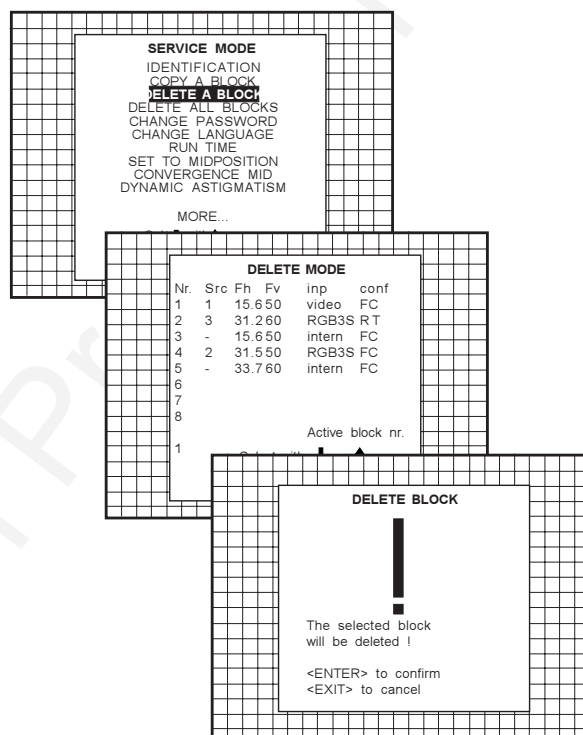 SERVICE MODE
IDENTIFICATION
COPY A BLOCK
DELETE A BLOCK
DELETE ALL BLOCKS
CHANGE PASSWORD
CHANGE LANGUAGE
RUN TIME
SET TO MIDPOSITION
CONVERGENCE MID
DYNAMIC ASTIGMATISM
MORE...
DELETE MODE
Nr. Src Fh Fv inp conf
1 1 15.6 50 video FC
2 3 31.2 60 RGB3S R T
3 - 15.6 50 intern FC
4 2 31.5 50 RGB3S FC
5 - 33.7 60 intern FC
6
7
8
Active block nr.
1
DELETE BLOCK
!
The selected block
will be deleted !
<ENTER> to confirm
<EXIT> to cancel